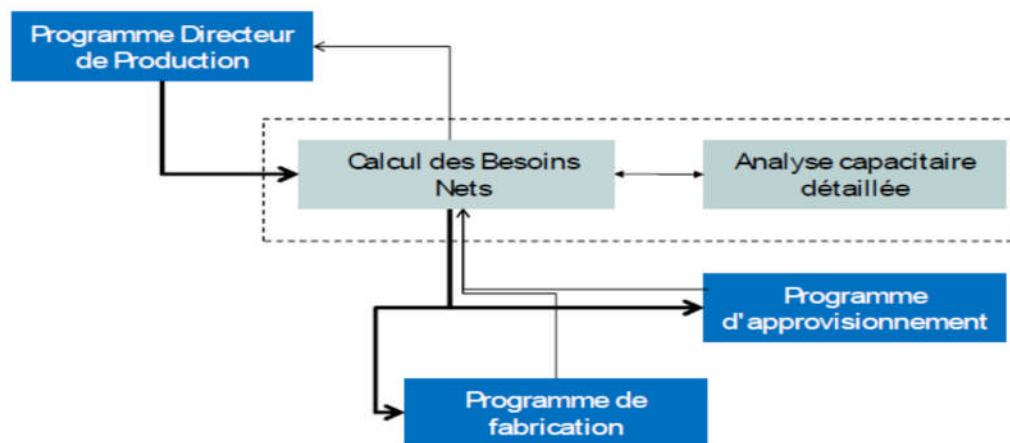 Programme Directeur
de Production
Calcul des Besoins
Nets
Analyse capacitaire
détaillée
Programme
d'approvisionnement
Programme de
fabrication